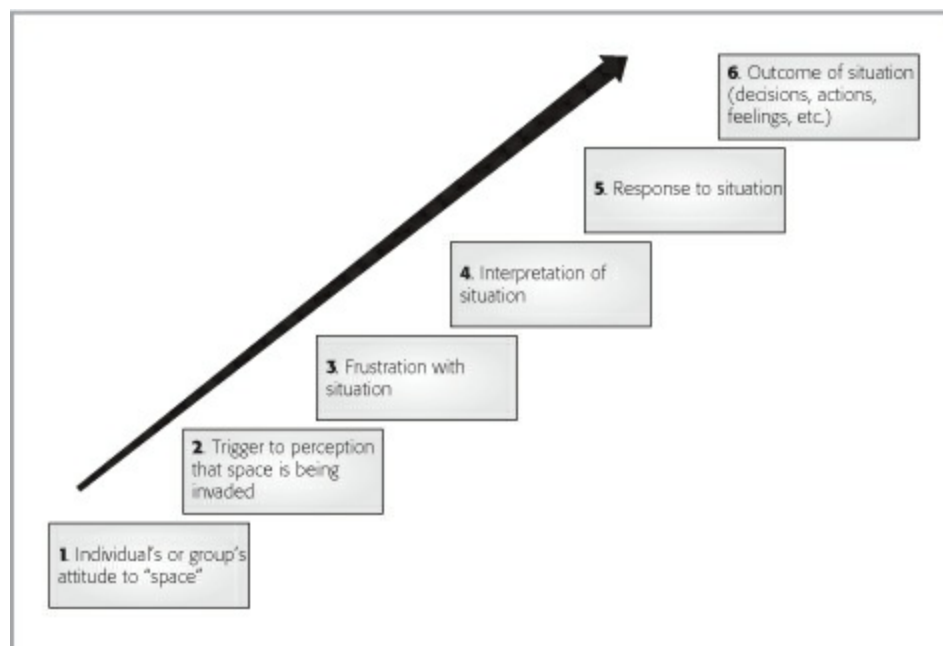 6. Outcome of situation
(decisions, actions,
feelings, etc.)
5. Response to situation
4. Interpretation of
situation
3. Frustration with
situation
2. Trigger to perception
that space is being
invaded
1. Individual's or group's
attitude to "space"